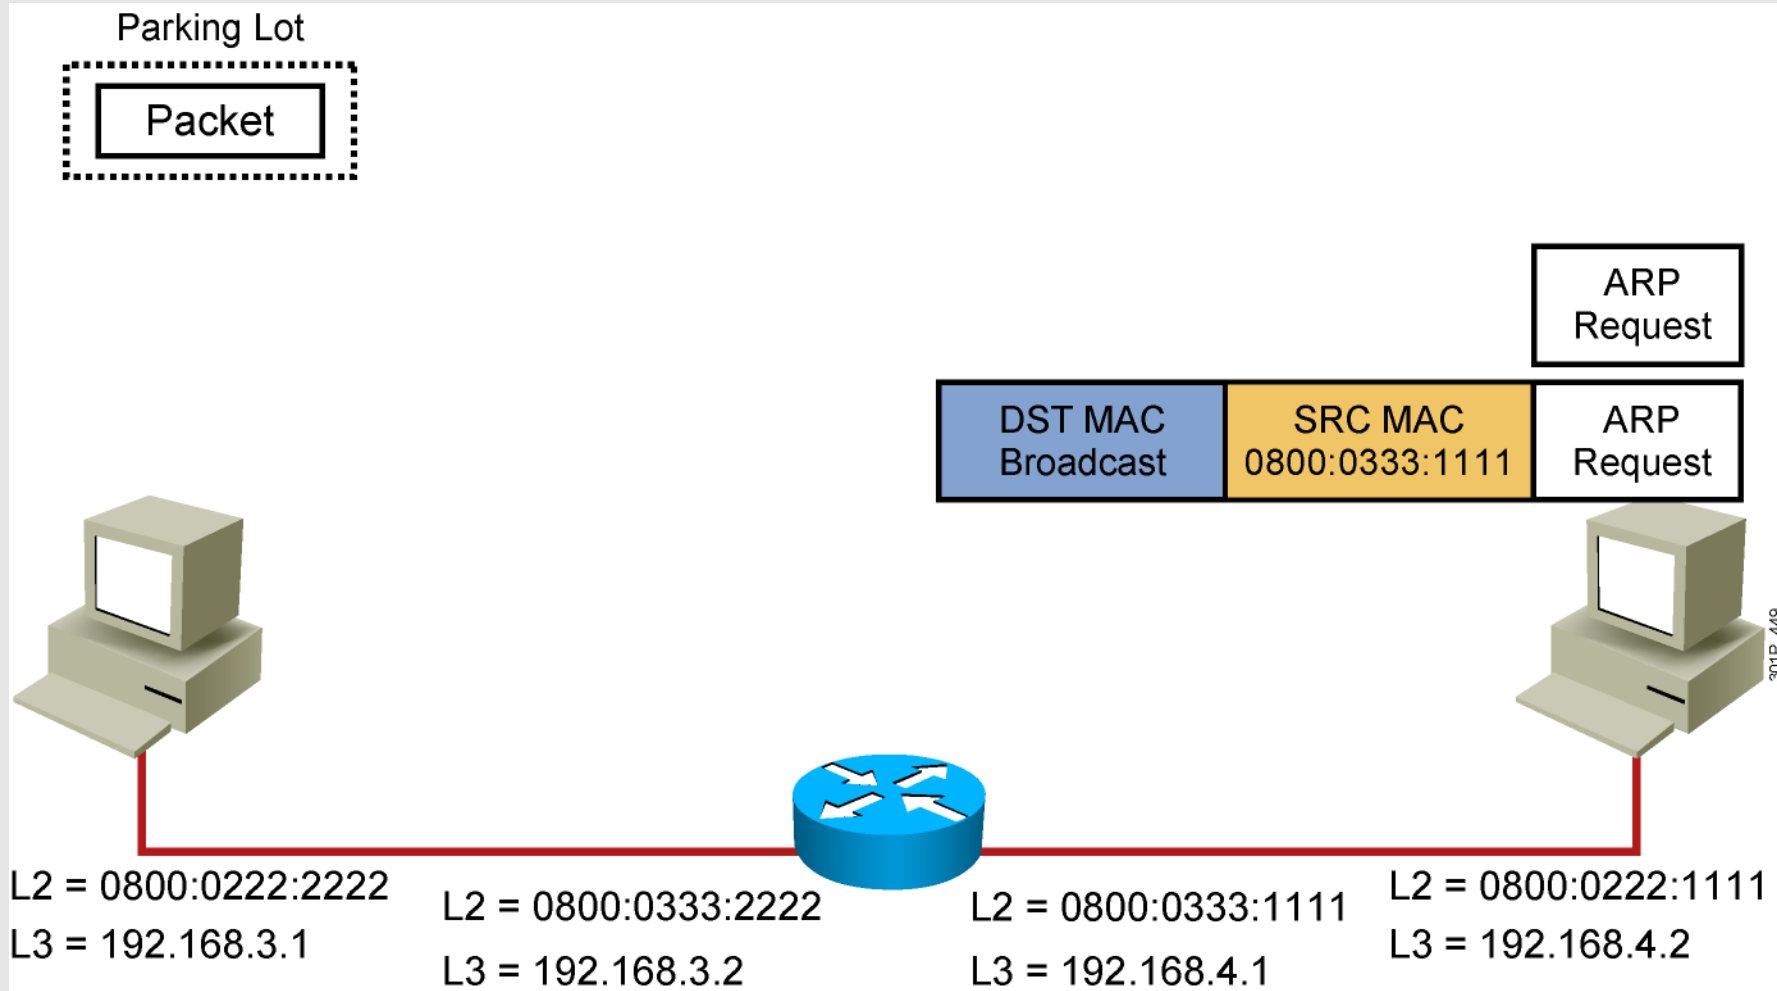 Parking Lot
Packet
ARP
Request
DST MAC
Broadcast
SRC MAC
0800:0333:1111
ARP
Request
301P_449
L2 = 0800:0222:2222
L3 = 192.168.3.1
L2 = 0800:0333:2222
L3 = 192.168.3.2
L2 = 0800:0333:1111
L3 = 192.168.4.1
L2 = 0800:0222:1111
L3 = 192.168.4.2